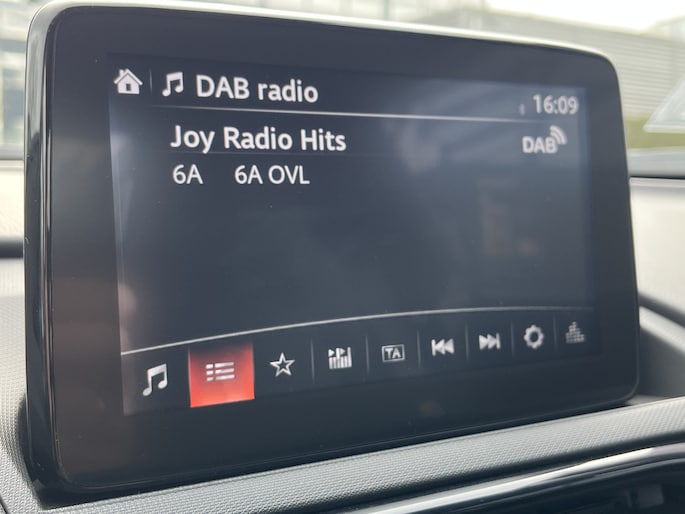 DAB radio
16:09
Joy Radio Hits
DAB
6A 6A OVL
TA